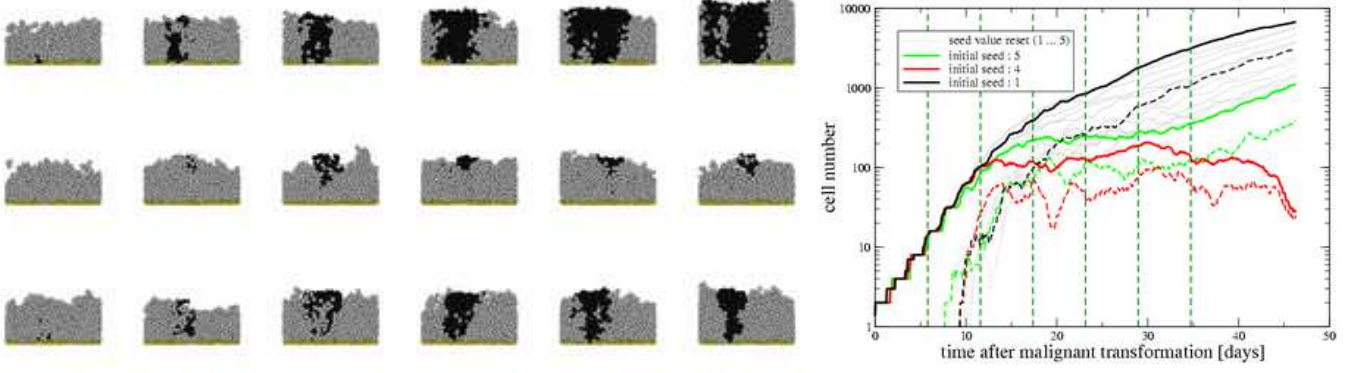 10000
1000
100
10
1
cell number
seed value reset (1 ... 5)
initial seed : 5
initial seed : 4
initial seed : 1
0 10 20 30 40 50
time after malignant transformation [days]